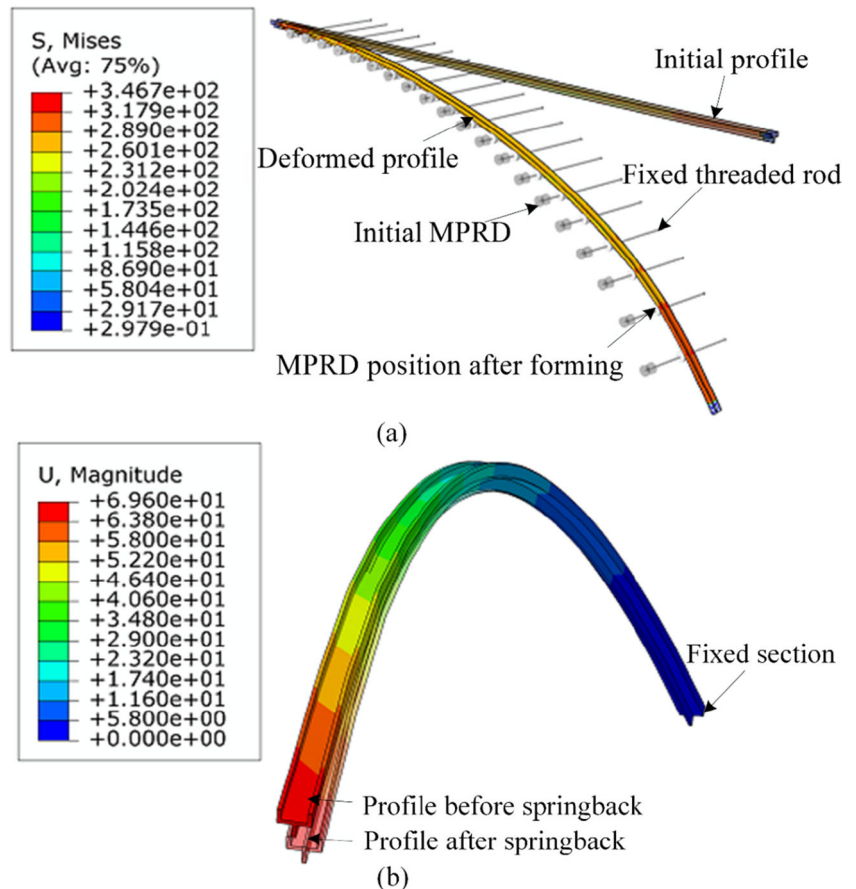 S, Mises
(Avg: 75%)
+3.467e+02
+3.179e+02
+2.890e+02
+2.601e+02
+2.312e+02
+2.024e+02
+1.735e+02
+1.446e+02
+1.158e+02
+8.690e+01
+5.804e+01
+2.917e+01
+2.979e-01
Initial profile
Deformed profile
Fixed threaded rod
Initial MPRD
MPRD position after forming
(a)
U, Magnitude
+6.960e+01
+6.380e+01
+5.800e+01
+5.220e+01
+4.640e+01
+4.060e+01
+3.480e+01
+2.900e+01
+2.320e+01
+1.740e+01
+1.160e+01
+5.800e+00
+0.000e+00
Fixed section
Profile before springback
Profile after springback
(b)